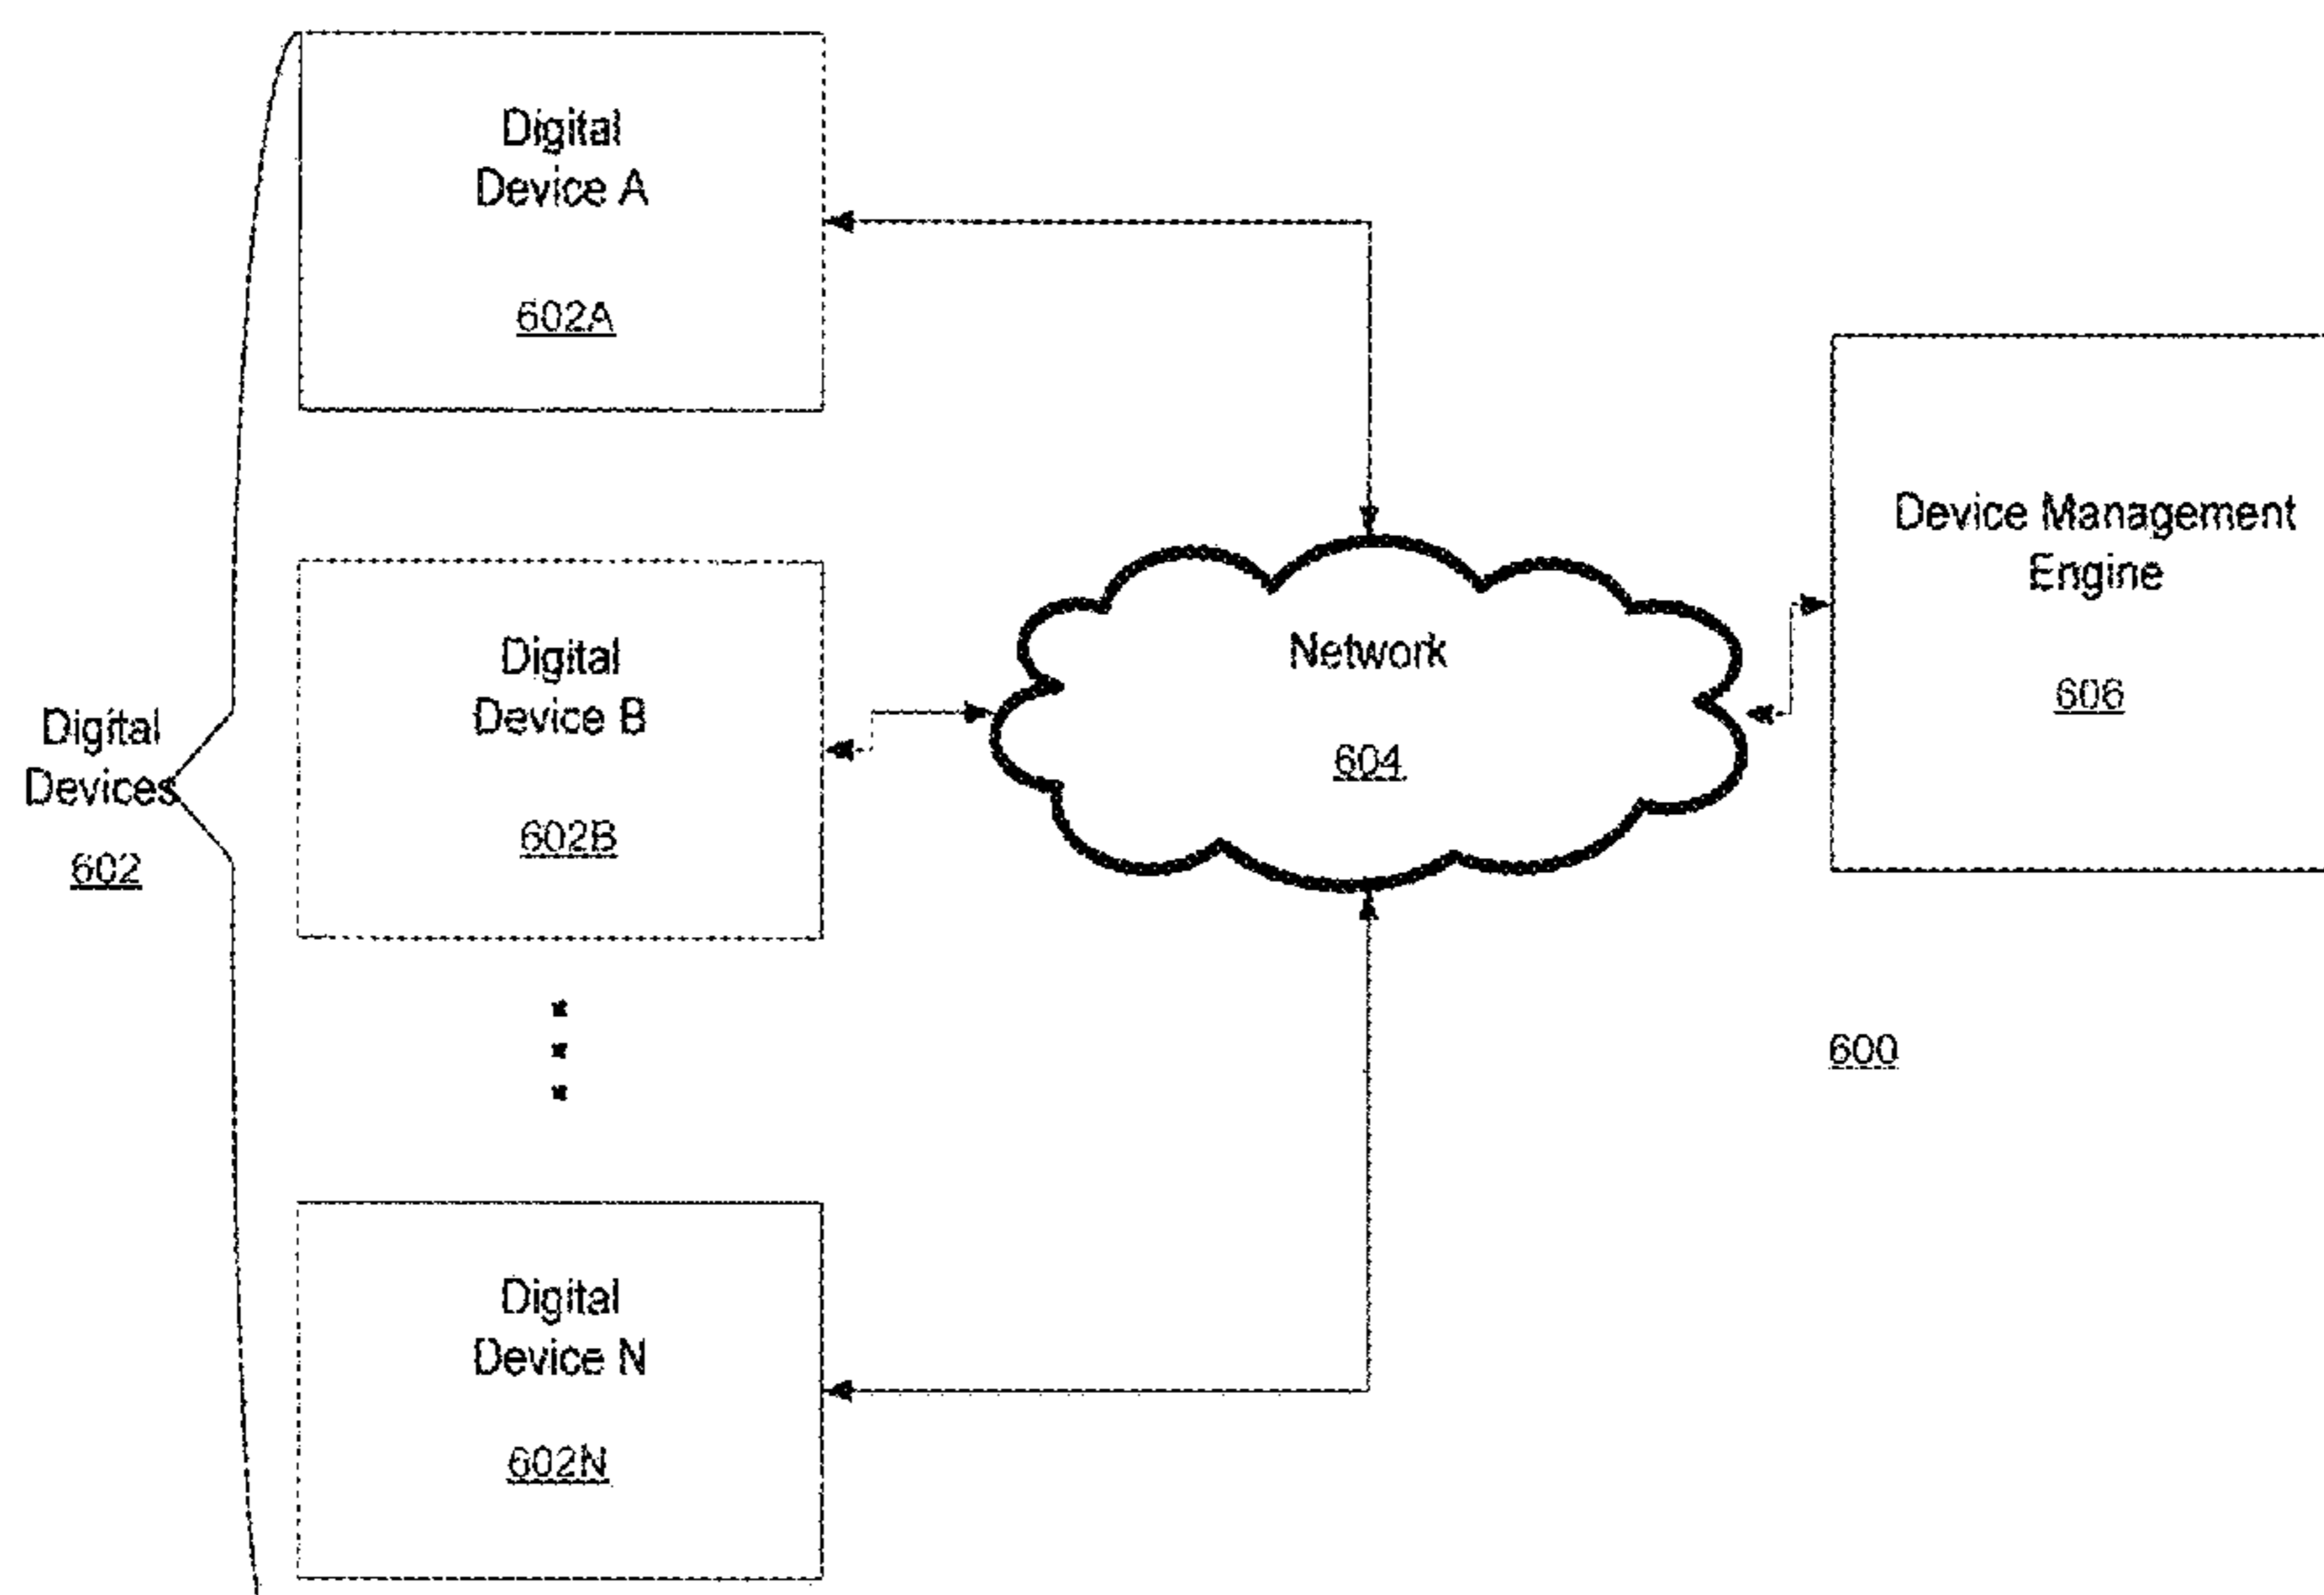 Digital
Device A
602A
Digital
Device B
602B
Digital
Devices
602
Network
604
Device Management
Engine
606
600
Digital
Device N
602N